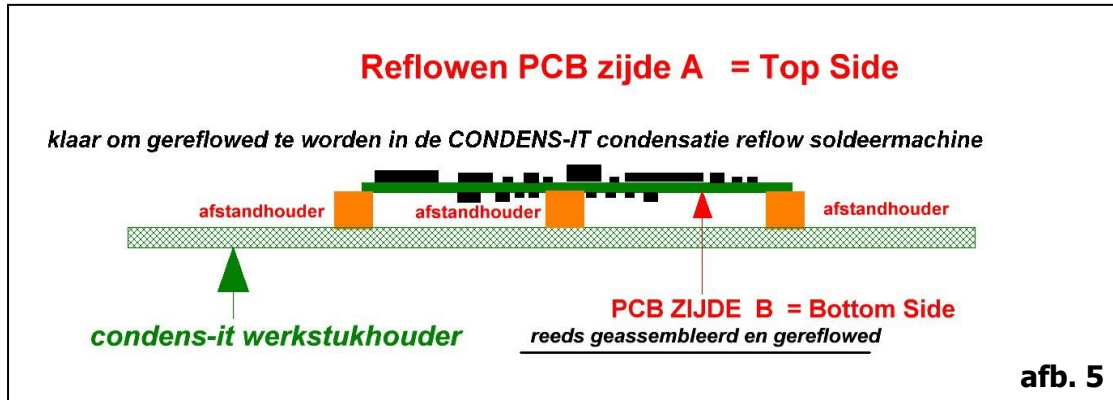 Reflowen PCB zijde A = Top Side
klaar om gereflowed te worden in de CONDENS-IT condensatie reflow soldeermachine
afstandhouder afstandhouder afstandhouder
PCB ZIJDE B = Bottom Side
condens-it werkstukhouder
reeds geassembleerd en gereflowed
afb. 5